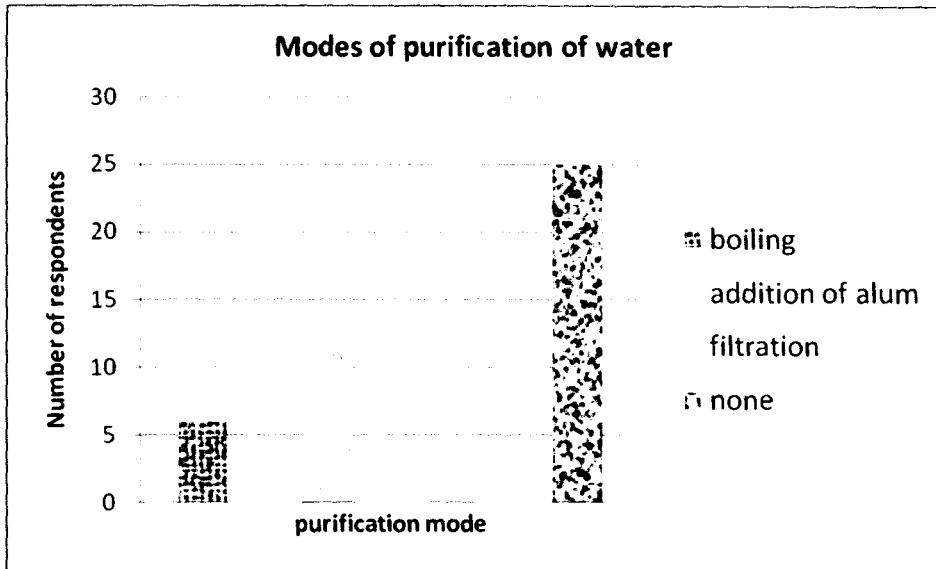 Modes of purification of water
30
25
20
15
10
5
0
Number of respondents
purification mode
boiling
addition of alum
filtration
none